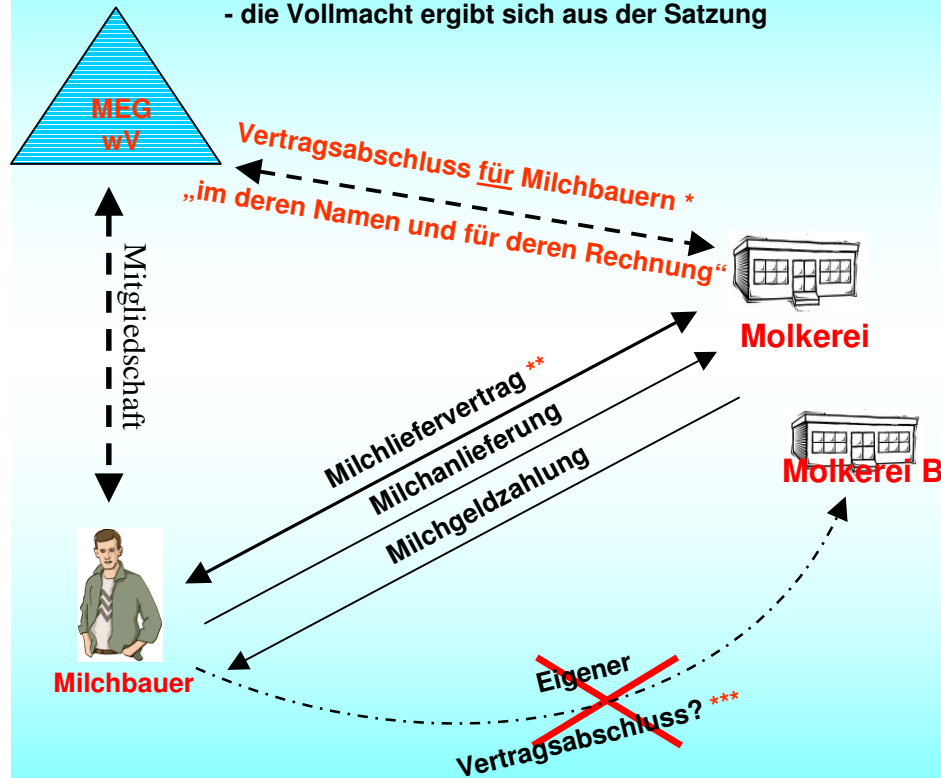 - die Vollmacht ergibt sich aus der Satzung
MEG
wV
Vertragsabschluss für Milchbauern *
„im deren Namen und für deren Rechnung“
Mitgliedschaft
Molkerei
Milchliefervertrag **
Milchanlieferung
Milchgeldzahlung
Molkerei B
Milchbauer
Eigener
Vertragsabschluss? ***